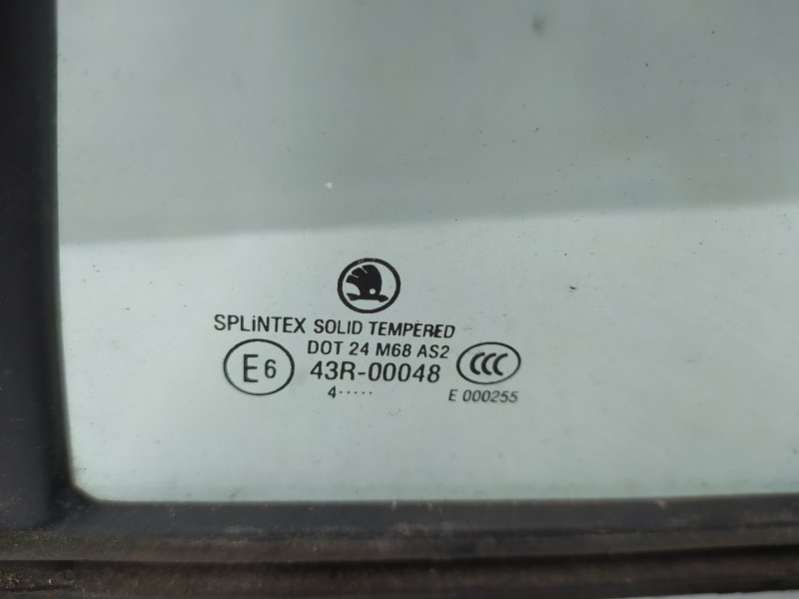 SPLiNTEX SOLID TEMPERED
DOT 24 M68 AS2
E6 43R-00048 CCC
4····· E 000255